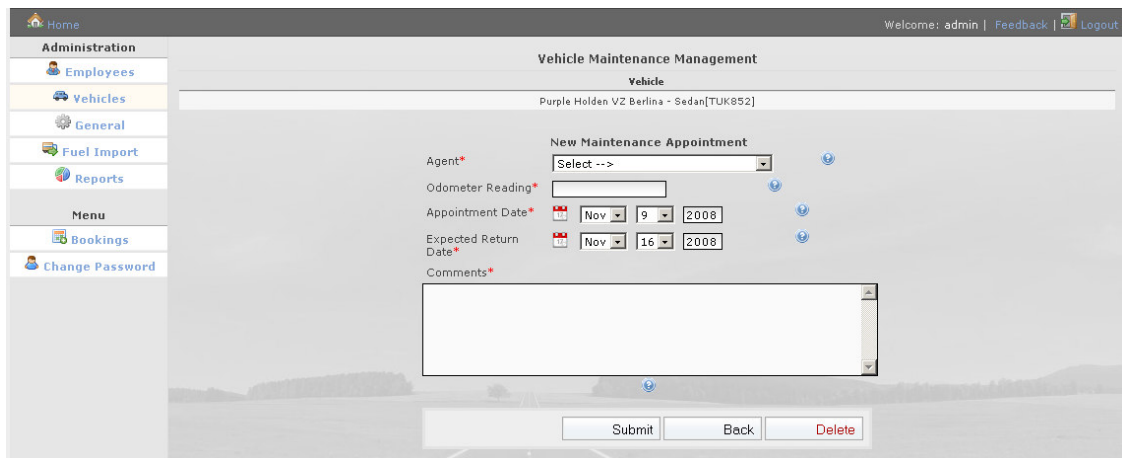 Home
Welcome: admin | Feedback | Logout
Administration
Employees
Vehicles
General
Fuel Import
Reports
Menu
Bookings
Change Password
Vehicle Maintenance Management
Vehicle
Purple Holden VZ Berlina - Sedan[TUK852]
New Maintenance Appointment
Agent* Select -->
Odometer Reading*
Appointment Date* Nov 9 2008
Expected Return
Date* Nov 16 2008
Comments*
Submit Back Delete